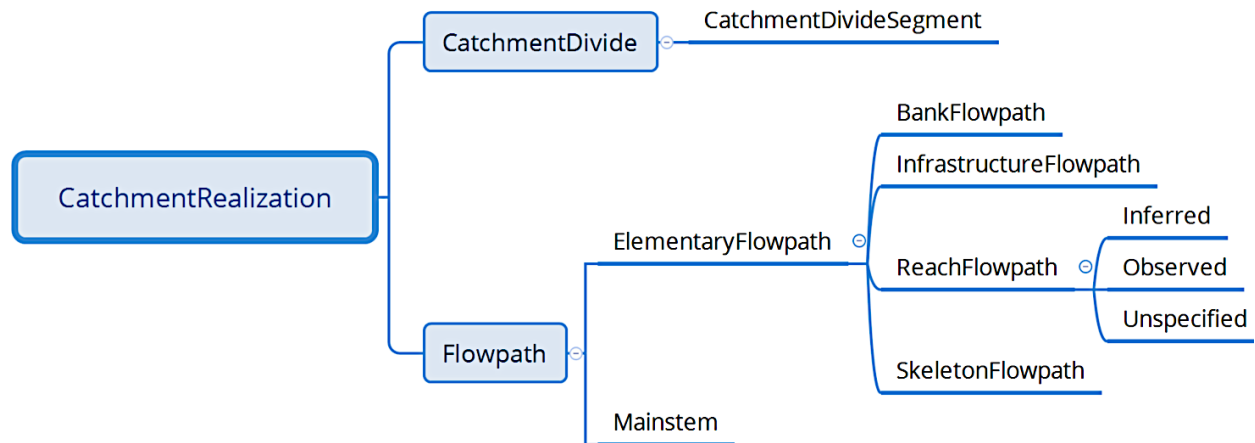 CatchmentRealization
CatchmentDivide
CatchmentDivideSegment
Flowpath
ElementaryFlowpath
BankFlowpath
InfrastructureFlowpath
ReachFlowpath
Inferred
Observed
Unspecified
SkeletonFlowpath
Mainstem